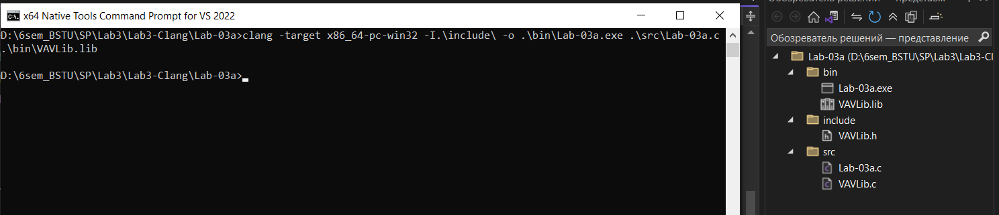 x64 Native Tools Command Prompt for VS 2022
D:\6sem_BSTU\SP\Lab3\Lab3-Clang\Lab-03a>clang -target x86_64-pc-win32 -I.\include\ -o .\bin\Lab-03a.exe .\src\Lab-03a.c
.\bin\VAVLib.lib
D:\6sem_BSTU\SP\Lab3\Lab3-Clang\Lab-03a>
Обозреватель решений — представление
Lab-03a (D:\6sem_BSTU\SP\Lab3\Lab3-Cl
bin
Lab-03a.exe
VAVLib.lib
include
VAVLib.h
src
Lab-03a.c
VAVLib.c